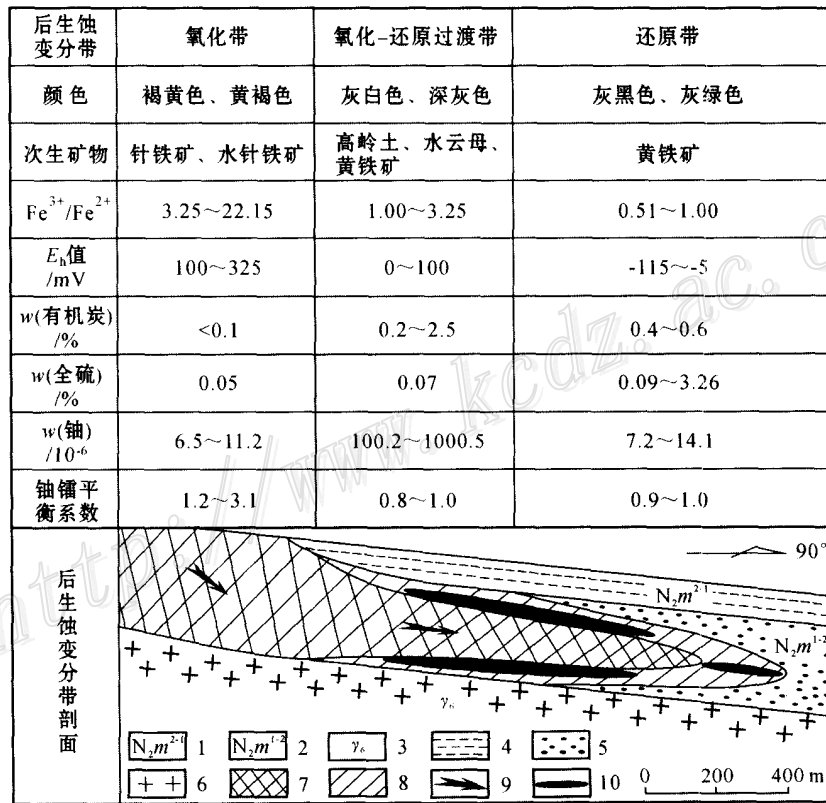 后生蚀变分带 氧化带 氧化-还原过渡带 还原带
颜色 褐黄色、黄褐色 灰白色、深灰色 灰黑色、灰绿色
次生矿物 针铁矿、水针铁矿 高岭土、水云母、黄铁矿 黄铁矿
Fe³⁺/Fe²⁺ 3.25～22.15 1.00～3.25 0.51～1.00
Eh值/mV 100～325 0～100 -115～-5
w(有机炭)/% <0.1 0.2～2.5 0.4～0.6
w(全硫)/% 0.05 0.07 0.09～3.26
w(铀)/10⁻⁶ 6.5～11.2 100.2～1000.5 7.2～14.1
铀镭平衡系数 1.2～3.1 0.8～1.0 0.9～1.0
后生蚀变分带剖面
90°
N₂m²⁻¹
N₂m¹⁻²
γ₆
N₂m²⁻¹ 1 N₂m¹⁻² 2 γ₆ 3 4 5
6 7 8 9 10 0 200 400 m
http://www.kcdz.ac.c